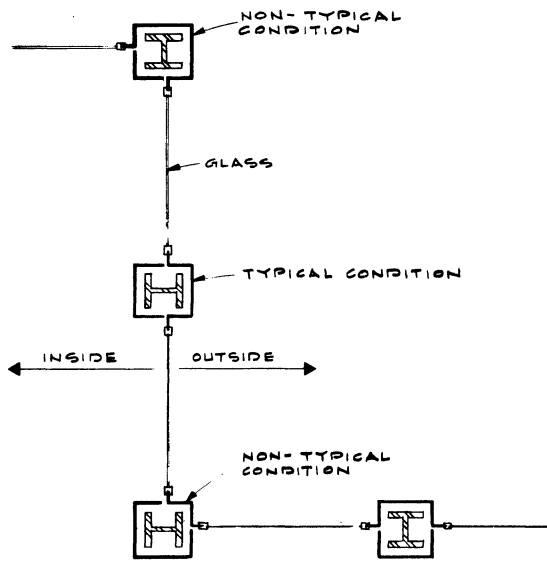 NON-TYPICAL
CONDITION
GLASS
TYPICAL CONDITION
INSIDE OUTSIDE
NON-TYPICAL
CONDITION